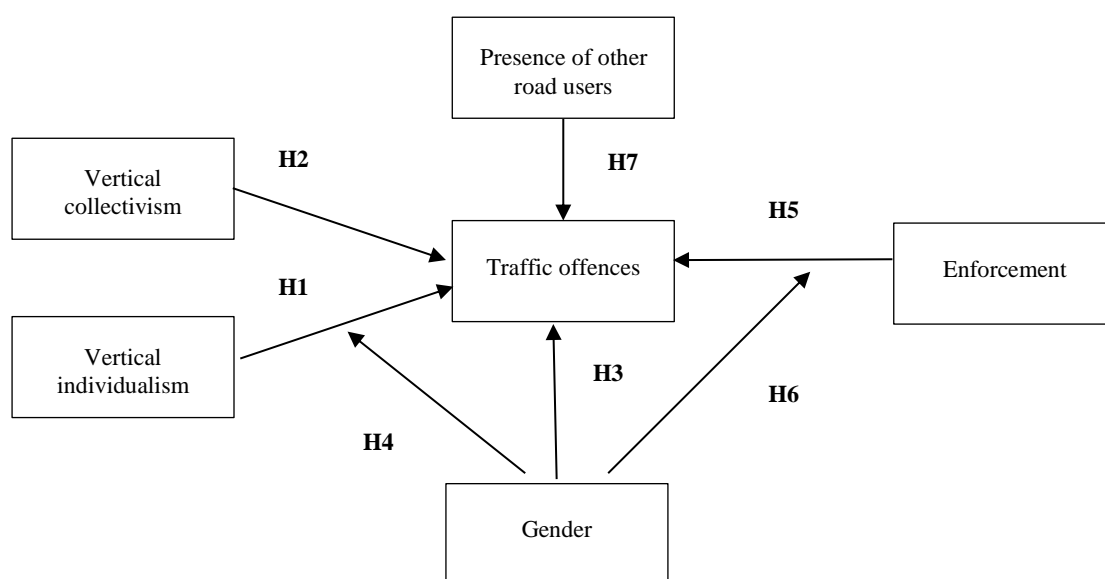 Presence of other
road users
H2
H7
Vertical
collectivism
H5
Traffic offences
Enforcement
H1
Vertical
individualism
H3
H6
H4
Gender